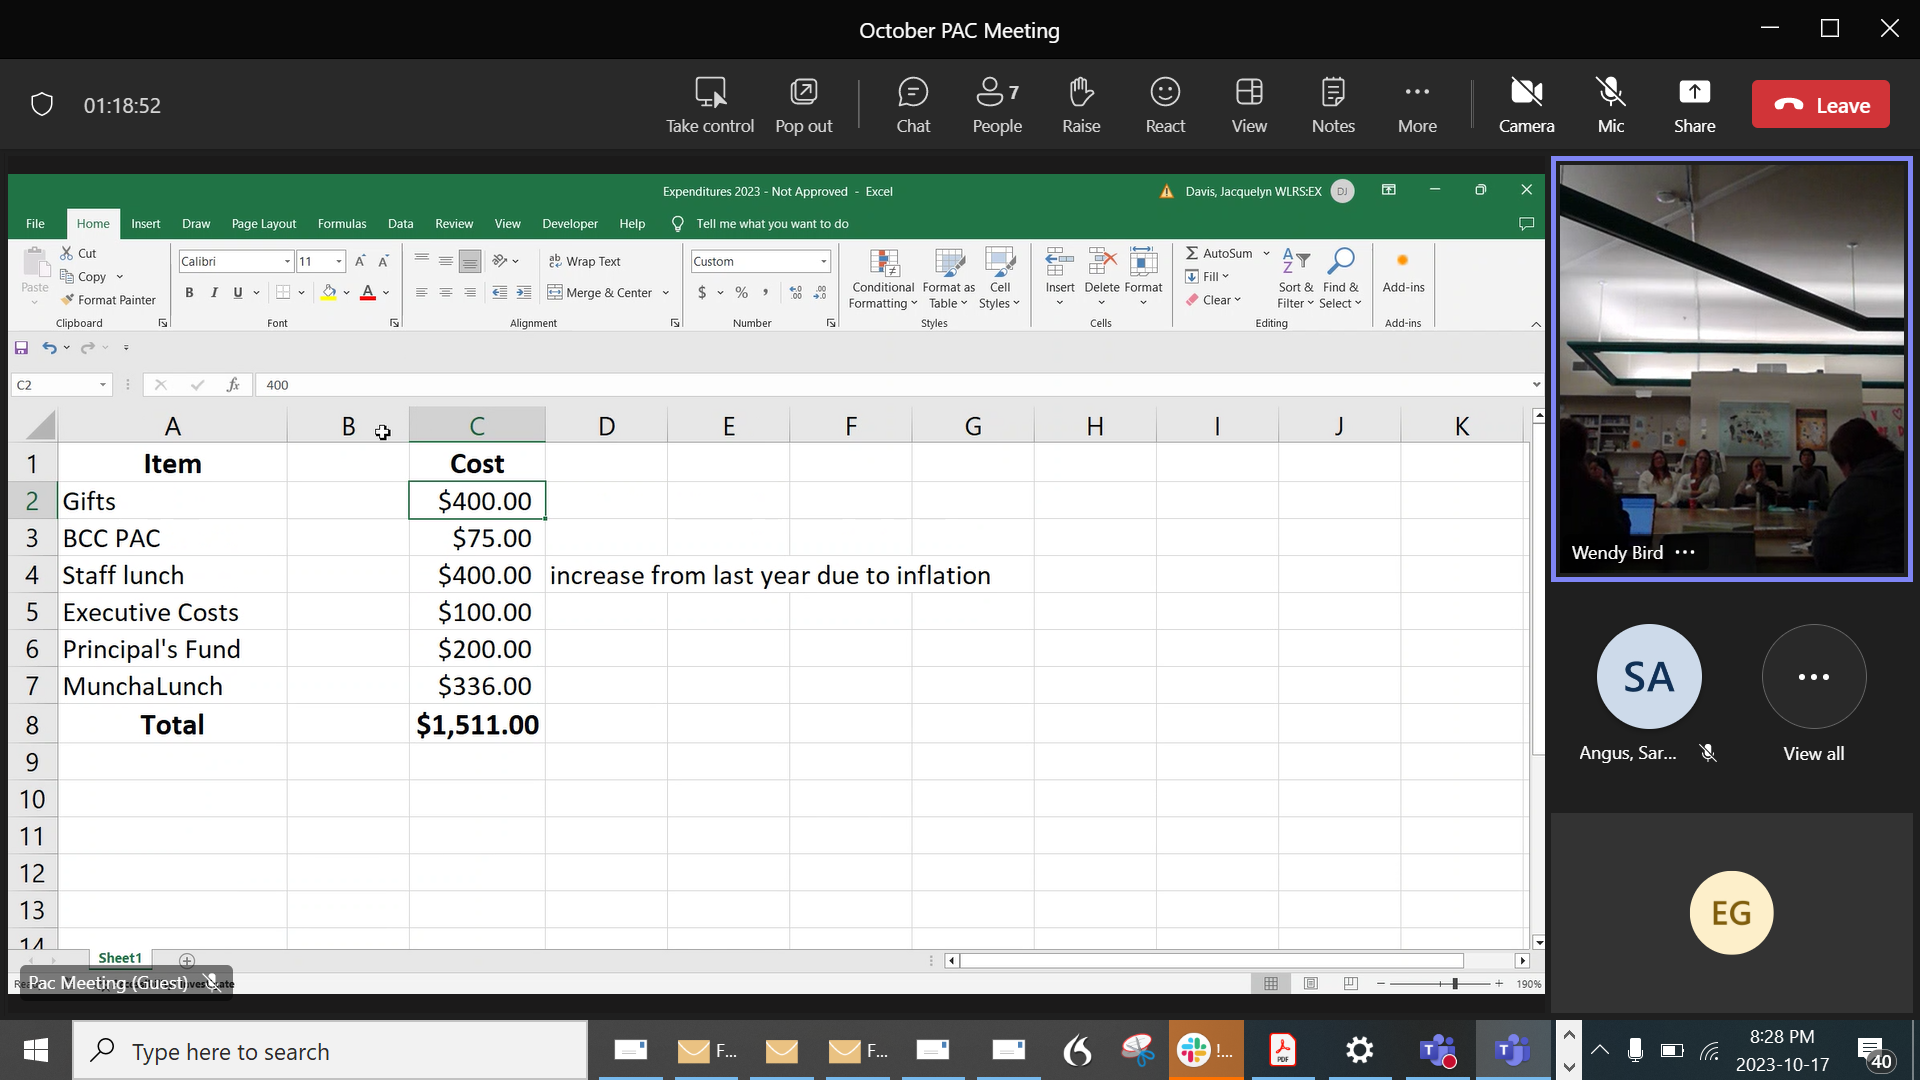 October PAC Meeting
01:18:52
Take control
Pop out
Chat
People
7
Raise
React
View
Notes
More
Camera
Mic
Share
Leave
Expenditures 2023 - Not Approved - Excel
Davis, Jacquelyn WLRS:EX
DJ
File Home Insert Draw Page Layout Formulas Data Review View Developer Help Tell me what you want to do
Paste
Cut
Copy
Format Painter
Clipboard
Calibri 11
B I U
Font
Wrap Text
Merge & Center
Alignment
Custom
$ % ,
Number
Conditional Formatting
Format as Table
Cell Styles
Styles
Insert Delete Format
Cells
AutoSum
Fill
Clear
Sort & Filter
Find & Select
Editing
Add-ins
Add-ins
C2 fx 400
A B C D E F G H I J K
1 Item Cost
2 Gifts $400.00
3 BCC PAC $75.00
4 Staff lunch $400.00 increase from last year due to inflation
5 Executive Costs $100.00
6 Principal's Fund $200.00
7 MunchaLunch $336.00
8 Total $1,511.00
9
10
11
12
13
14
Sheet1
Pac Meeting (Guest)
190%
Wendy Bird
SA
Angus, Sar...
View all
EG
Type here to search
F...
F...
!...
PDF
8:28 PM
2023-10-17
40